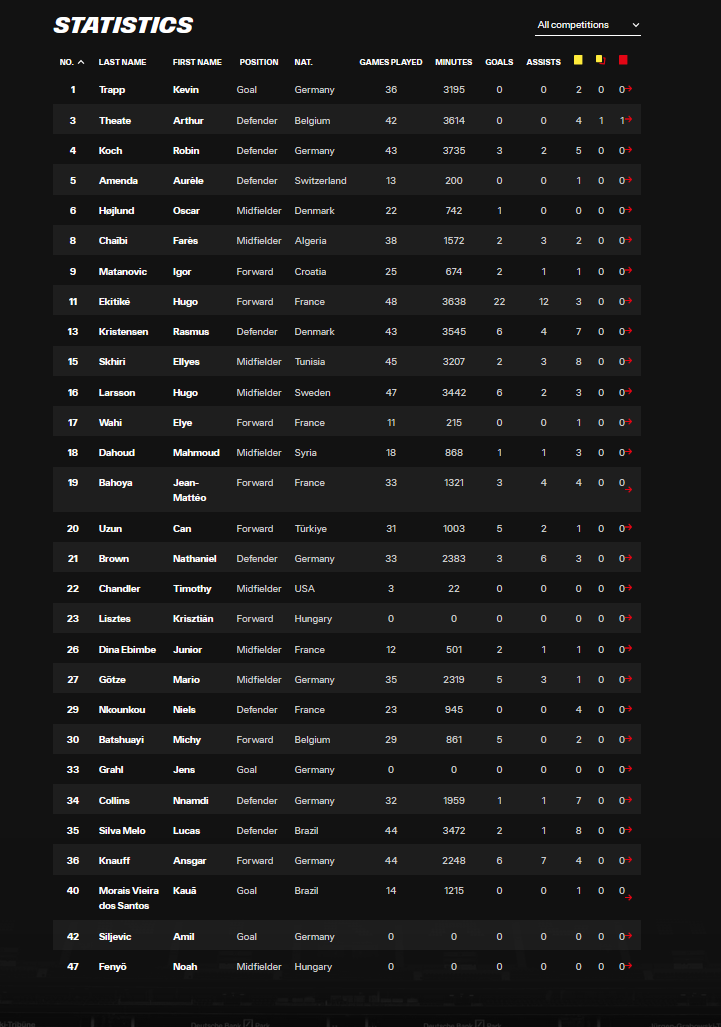 STATISTICS
All competitions
NO. LAST NAME FIRST NAME POSITION NAT. GAMES PLAYED MINUTES GOALS ASSISTS
1 Trapp Kevin Goal Germany 36 3195 0 0 2 0 0
3 Theate Arthur Defender Belgium 42 3614 0 0 4 1 1
4 Koch Robin Defender Germany 43 3735 3 2 5 0 0
5 Amenda Aurèle Defender Switzerland 13 200 0 0 1 0 0
6 Højlund Oscar Midfielder Denmark 22 742 1 0 0 0 0
8 Chaïbi Farès Midfielder Algeria 38 1572 2 3 2 0 0
9 Matanovic Igor Forward Croatia 25 674 2 1 1 0 0
11 Ekitiké Hugo Forward France 48 3638 22 12 3 0 0
13 Kristensen Rasmus Defender Denmark 43 3545 6 4 7 0 0
15 Skhiri Ellyes Midfielder Tunisia 45 3207 2 3 8 0 0
16 Larsson Hugo Midfielder Sweden 47 3442 6 2 3 0 0
17 Wahi Elye Forward France 11 215 0 0 1 0 0
18 Dahoud Mahmoud Midfielder Syria 18 868 1 1 3 0 0
19 Bahoya Jean- Forward France 33 1321 3 4 4 0 0
Mattéo
20 Uzun Can Forward Türkiye 31 1003 5 2 1 0 0
21 Brown Nathaniel Defender Germany 33 2383 3 6 3 0 0
22 Chandler Timothy Midfielder USA 3 22 0 0 0 0 0
23 Lisztes Krisztián Forward Hungary 0 0 0 0 0 0 0
26 Dina Ebimbe Junior Midfielder France 12 501 2 1 1 0 0
27 Götze Mario Midfielder Germany 35 2319 5 3 1 0 0
29 Nkounkou Niels Defender France 23 945 0 0 4 0 0
30 Batshuayi Michy Forward Belgium 29 861 5 0 2 0 0
33 Grahl Jens Goal Germany 0 0 0 0 0 0 0
34 Collins Nnamdi Defender Germany 32 1959 1 1 7 0 0
35 Silva Melo Lucas Defender Brazil 44 3472 2 1 8 0 0
36 Knauff Ansgar Forward Germany 44 2248 6 7 4 0 0
40 Morais Vieira Kauã Goal Brazil 14 1215 0 0 1 0 0
dos Santos
42 Siljevic Amil Goal Germany 0 0 0 0 0 0 0
47 Fenyő Noah Midfielder Hungary 0 0 0 0 0 0 0